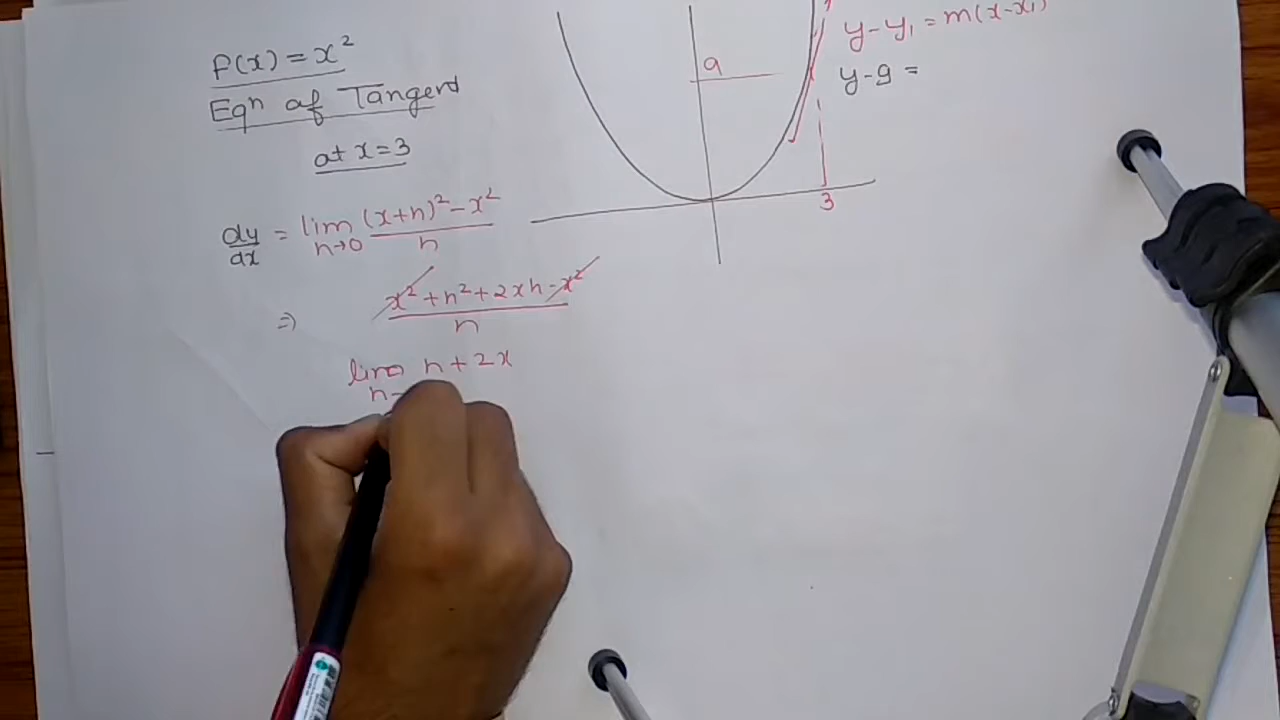 f(x) = x²
Eqn of Tangent
at x=3
dy/dx = lim h→0 (x+h)² - x² / h
⇒ x² + h² + 2xh - x² / h
lim h + 2x
h-
9
3
y - y₁ = m(x - x₁)
y - 9 =